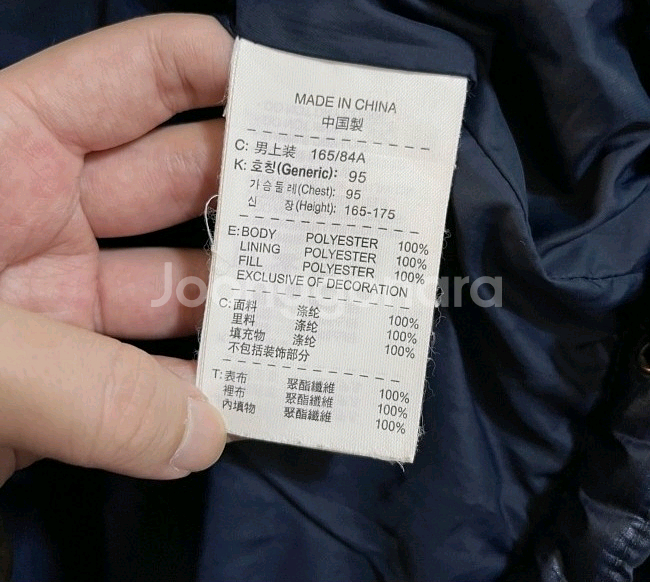 MADE IN CHINA
中国製
C: 男上装 165/84A
K: 호칭(Generic): 95
가슴둘레(Chest): 95
신 장(Height): 165-175
E: BODY POLYESTER 100%
LINING POLYESTER 100%
FILL POLYESTER 100%
EXCLUSIVE OF DECORATION
Joonggonara
C: 面料 涤纶 100%
里料 涤纶 100%
填充物 涤纶 100%
不包括装饰部分
T: 表布 聚酯纖維 100%
裡布 聚酯纖維 100%
內填物 聚酯纖維 100%